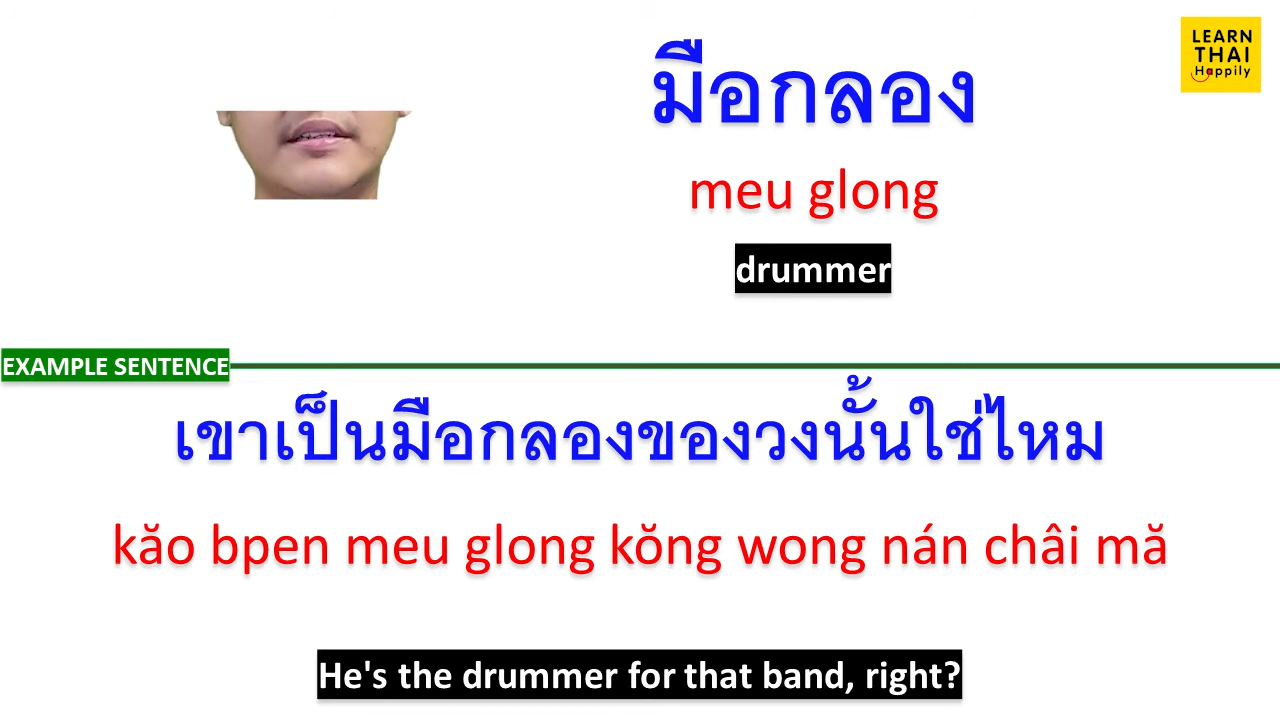 LEARN
THAI
Happily
มือกลอง
meu glong
drummer
EXAMPLE SENTENCE
เขาเป็นมือกลองของวงนั้นใช่ไหม
kăo bpen meu glong kŏng wong nán châi mă
He's the drummer for that band, right?